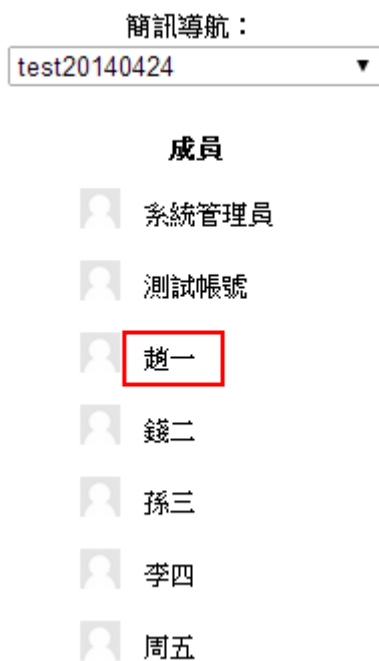 簡訊導航：
test20140424
成員
系統管理員
測試帳號
趙一
錢二
孫三
李四
周五